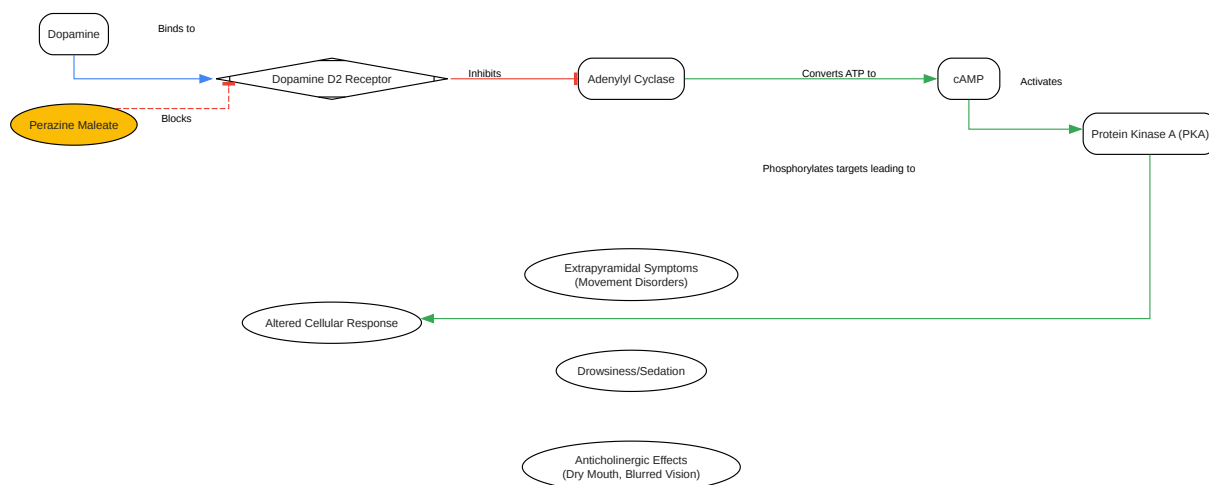 Dopamine
Binds to
Dopamine D2 Receptor
Inhibits
Adenylyl Cyclase
Converts ATP to
cAMP
Activates
Perazine Maleate
Blocks
Protein Kinase A (PKA)
Phosphorylates targets leading to
Extrapyramidal Symptoms
(Movement Disorders)
Altered Cellular Response
Drowsiness/Sedation
Anticholinergic Effects
(Dry Mouth, Blurred Vision)